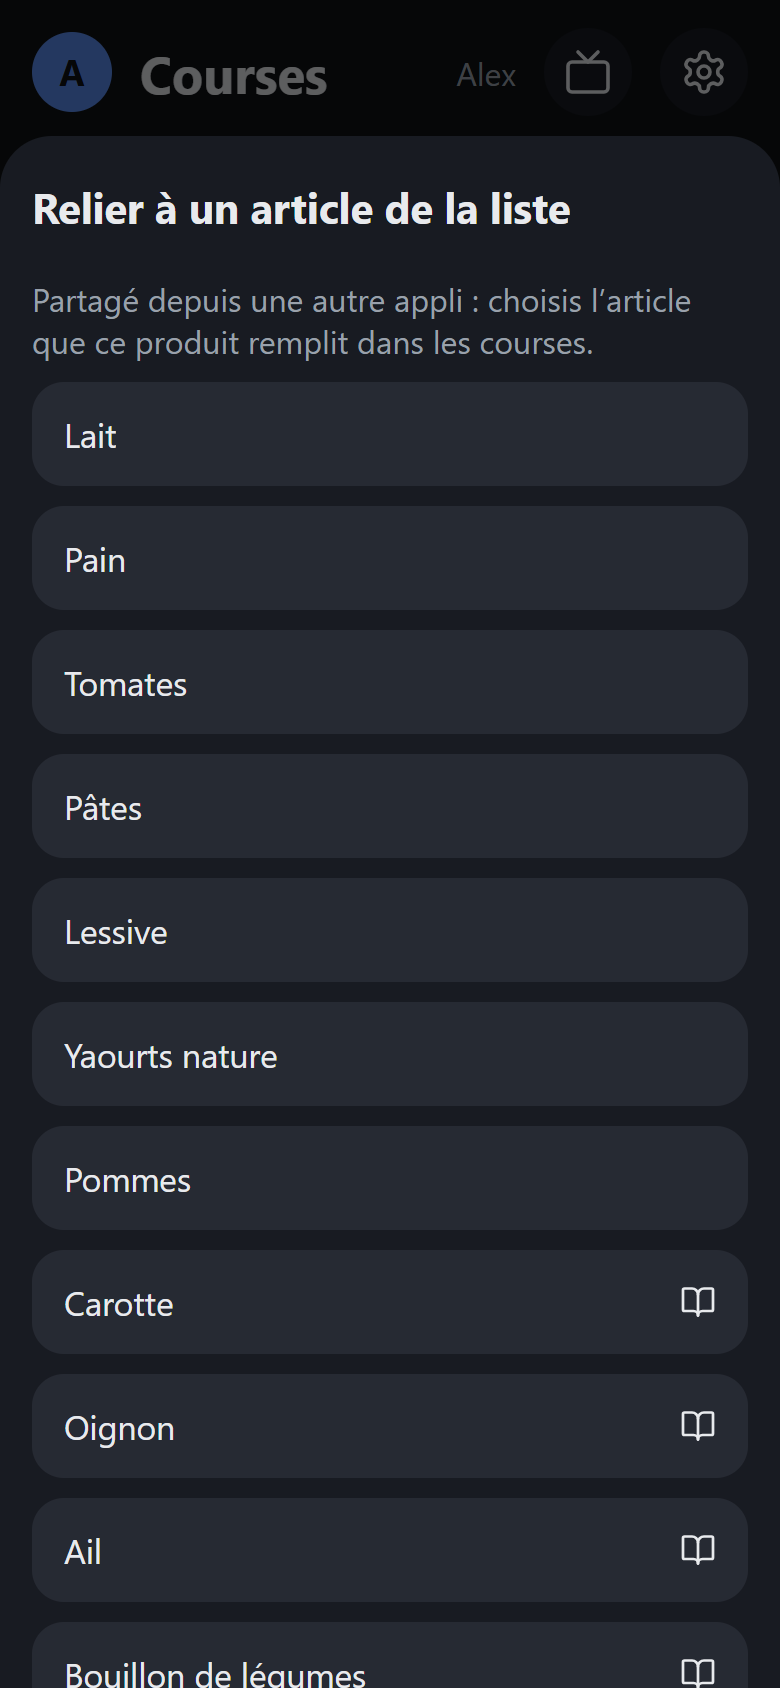 A
Courses
Alex
Relier à un article de la liste
Partagé depuis une autre appli : choisis l’article
que ce produit remplit dans les courses.
Lait
Pain
Tomates
Pâtes
Lessive
Yaourts nature
Pommes
Carotte
Oignon
Ail
Bouillon de légumes